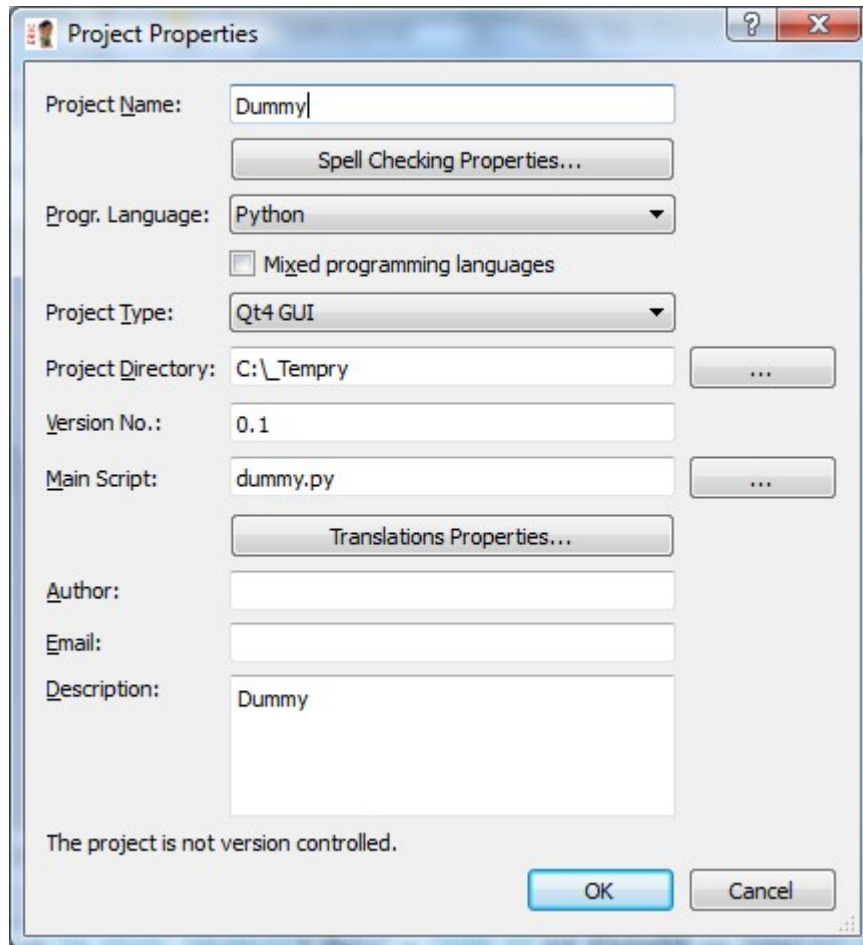 Project Properties
Project Name: Dummy
Spell Checking Properties...
Progr. Language: Python
Mixed programming languages
Project Type: Qt4 GUI
Project Directory: C:\_Tempry ...
Version No.: 0.1
Main Script: dummy.py ...
Translations Properties...
Author:
Email:
Description: Dummy
The project is not version controlled.
OK Cancel